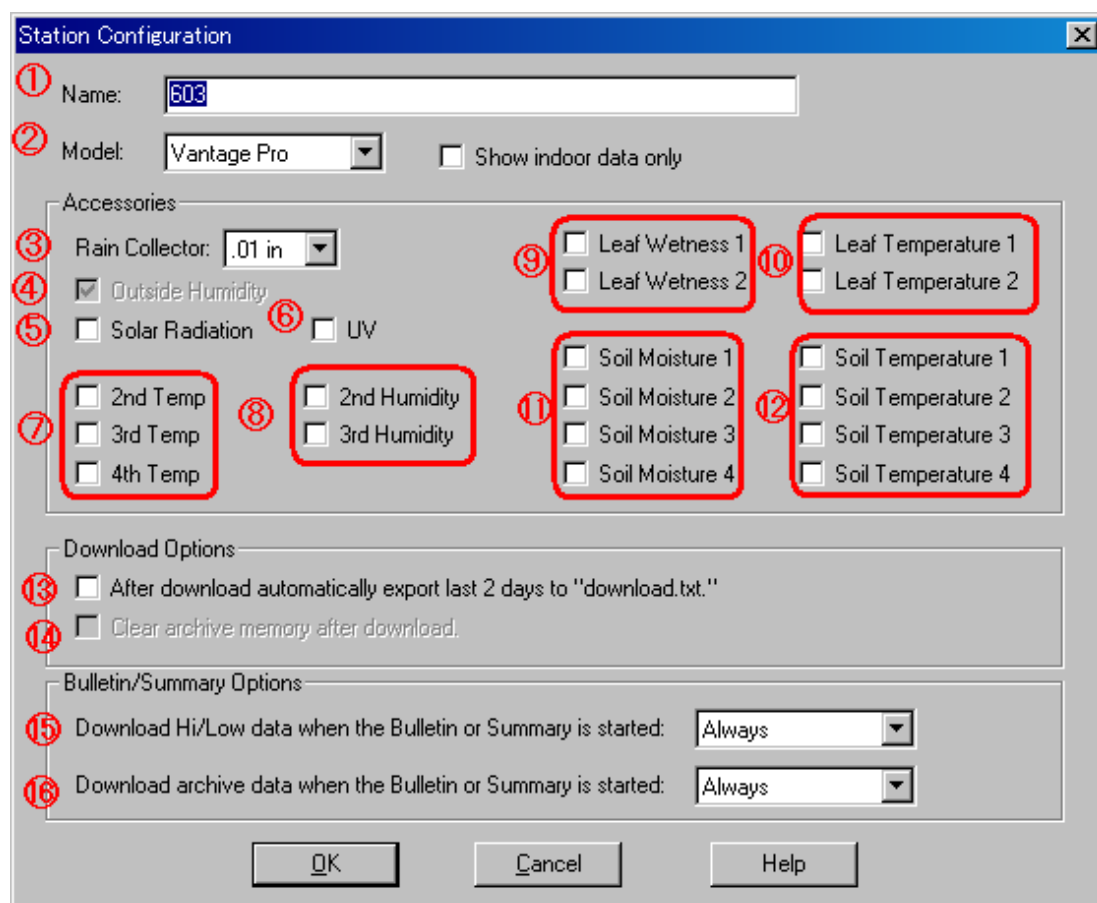 Station Configuration
① Name: 603
② Model: Vantage Pro Show indoor data only
Accessories
③ Rain Collector: .01 in
④ Outside Humidity
⑤ Solar Radiation ⑥ UV
⑦ 2nd Temp
3rd Temp
4th Temp
⑧ 2nd Humidity
3rd Humidity
⑨ Leaf Wetness 1
Leaf Wetness 2
⑩ Leaf Temperature 1
Leaf Temperature 2
⑪ Soil Moisture 1
Soil Moisture 2
Soil Moisture 3
Soil Moisture 4
⑫ Soil Temperature 1
Soil Temperature 2
Soil Temperature 3
Soil Temperature 4
Download Options
⑬ After download automatically export last 2 days to "download.txt."
⑭ Clear archive memory after download.
Bulletin/Summary Options
⑮ Download Hi/Low data when the Bulletin or Summary is started: Always
⑯ Download archive data when the Bulletin or Summary is started: Always
OK Cancel Help